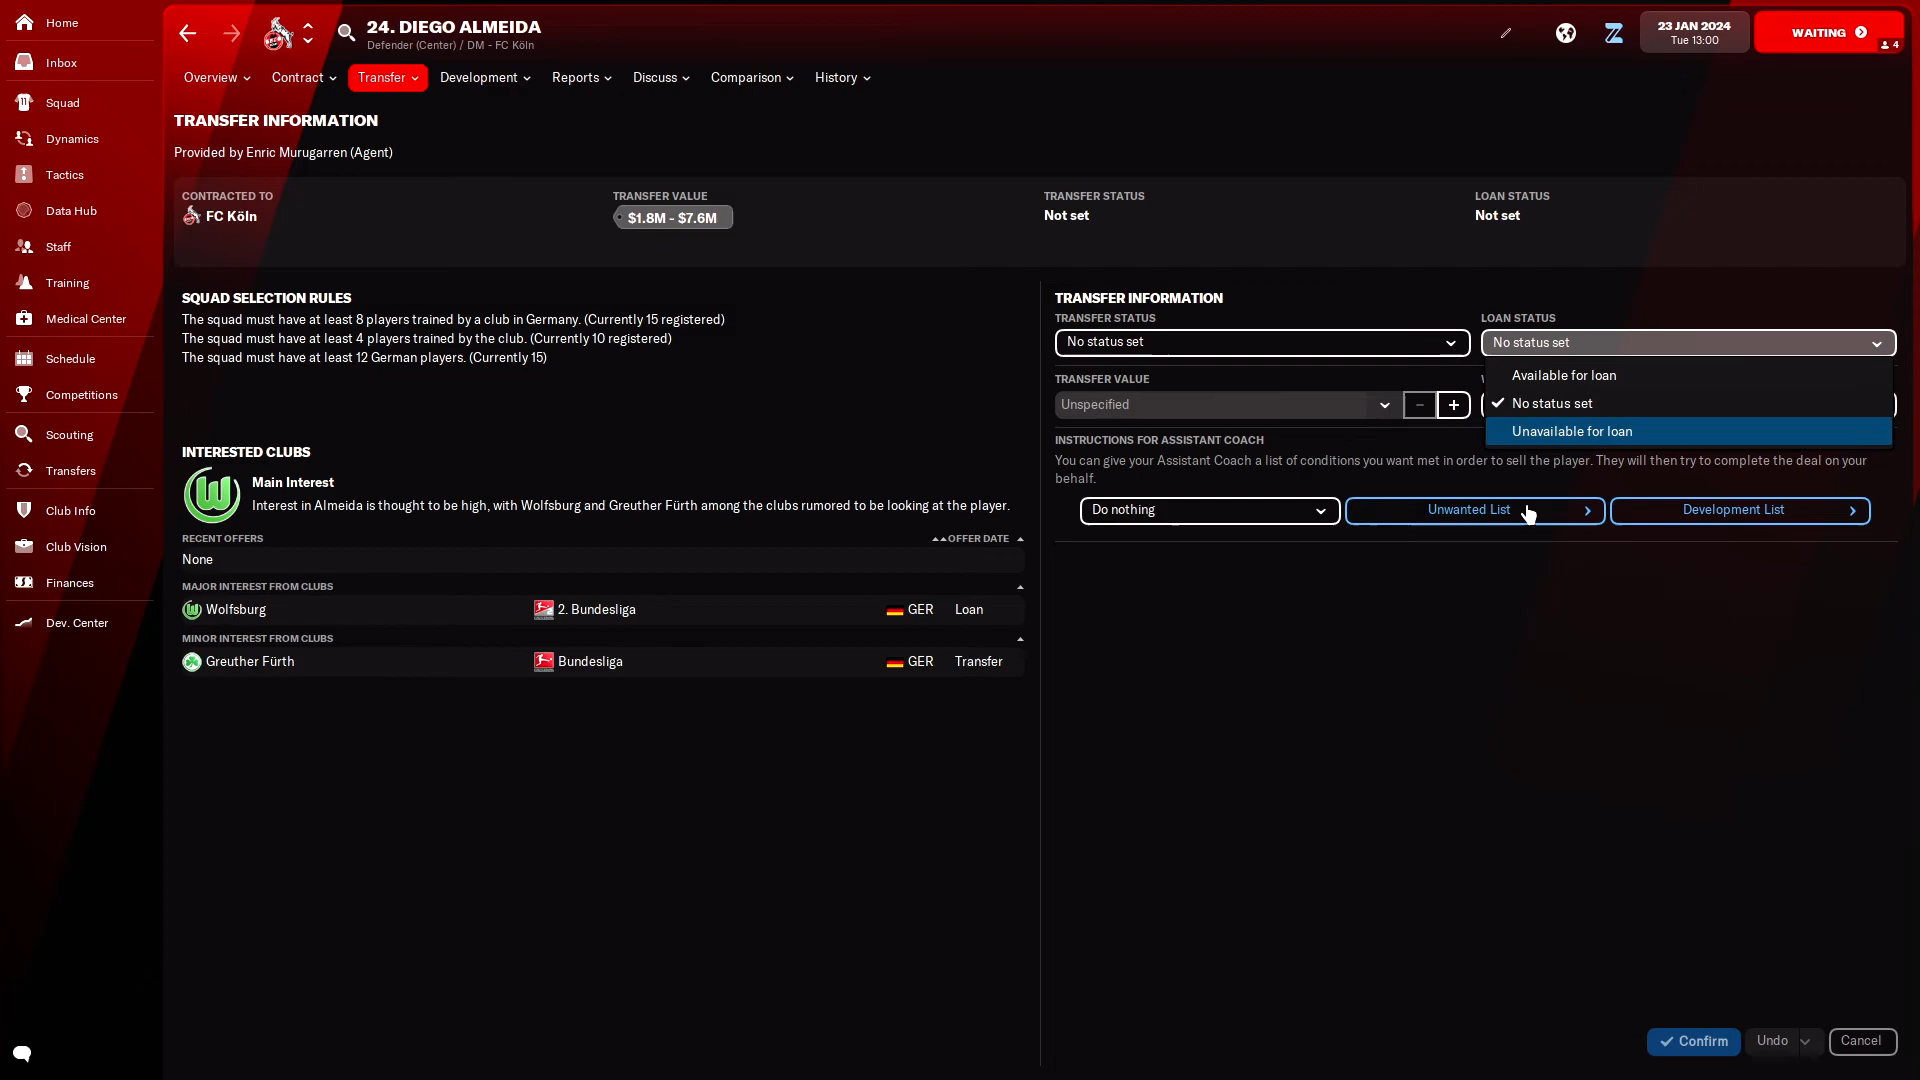 Home
Inbox
Squad
Dynamics
Tactics
Data Hub
Staff
Training
Medical Center
Schedule
Competitions
Scouting
Transfers
Club Info
Club Vision
Finances
Dev. Center
24. DIEGO ALMEIDA
Defender (Center) / DM - FC Köln
23 JAN 2024
Tue 13:00
WAITING
4
Overview Contract Transfer Development Reports Discuss Comparison History
TRANSFER INFORMATION
Provided by Enric Murugarren (Agent)
CONTRACTED TO
FC Köln
TRANSFER VALUE
$1.8M - $7.6M
TRANSFER STATUS
Not set
LOAN STATUS
Not set
SQUAD SELECTION RULES
The squad must have at least 8 players trained by a club in Germany. (Currently 15 registered)
The squad must have at least 4 players trained by the club. (Currently 10 registered)
The squad must have at least 12 German players. (Currently 15)
INTERESTED CLUBS
Main Interest
Interest in Almeida is thought to be high, with Wolfsburg and Greuther Fürth among the clubs rumored to be looking at the player.
RECENT OFFERS OFFER DATE
None
MAJOR INTEREST FROM CLUBS
Wolfsburg 2. Bundesliga GER Loan
MINOR INTEREST FROM CLUBS
Greuther Fürth Bundesliga GER Transfer
TRANSFER INFORMATION
TRANSFER STATUS
No status set
LOAN STATUS
No status set
Available for loan
No status set
Unavailable for loan
TRANSFER VALUE
Unspecified
INSTRUCTIONS FOR ASSISTANT COACH
You can give your Assistant Coach a list of conditions you want met in order to sell the player. They will then try to complete the deal on your
behalf.
Do nothing Unwanted List Development List
Confirm Undo Cancel